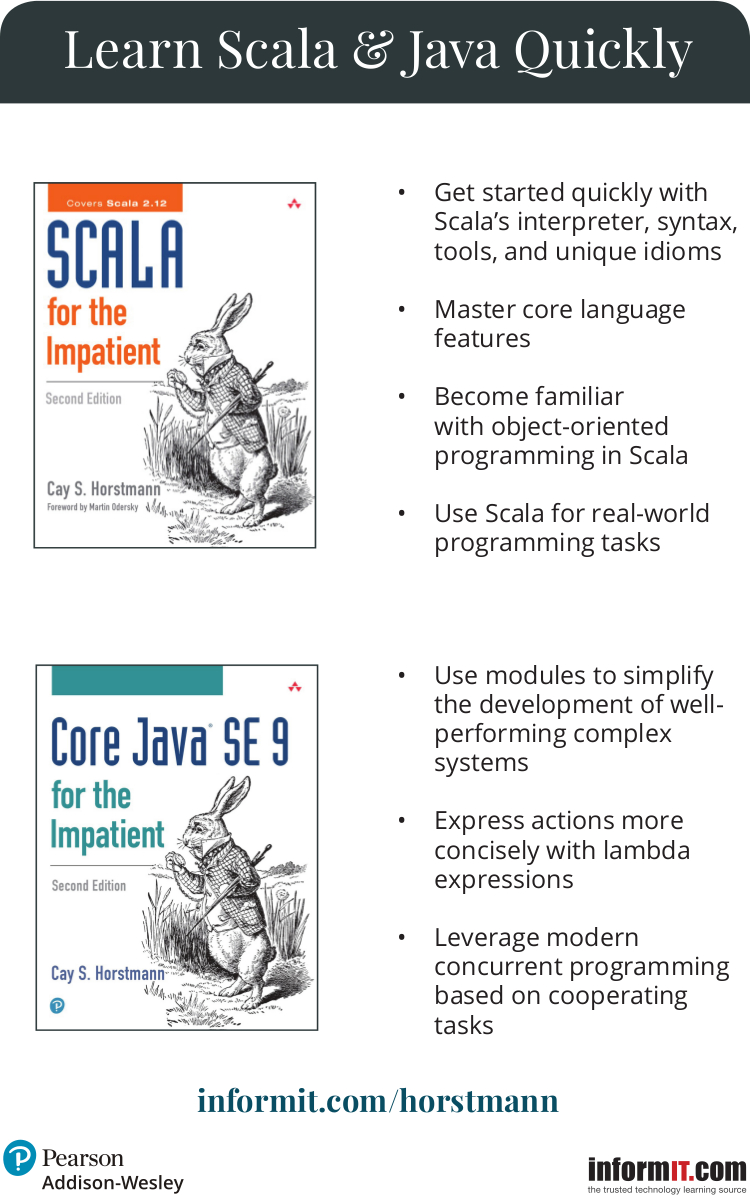 Learn Scala & Java Quickly
Covers Scala 2.12
SCALA
for the
Impatient
Second Edition
Cay S. Horstmann
Foreword by Martin Odersky
• Get started quickly with
Scala’s interpreter, syntax,
tools, and unique idioms
• Master core language
features
• Become familiar
with object-oriented
programming in Scala
• Use Scala for real-world
programming tasks
Core Java® SE 9
for the
Impatient
Second Edition
Cay S. Horstmann
• Use modules to simplify
the development of well-
performing complex
systems
• Express actions more
concisely with lambda
expressions
• Leverage modern
concurrent programming
based on cooperating
tasks
informit.com/horstmann
Pearson
Addison-Wesley
informIT.com
the trusted technology learning source